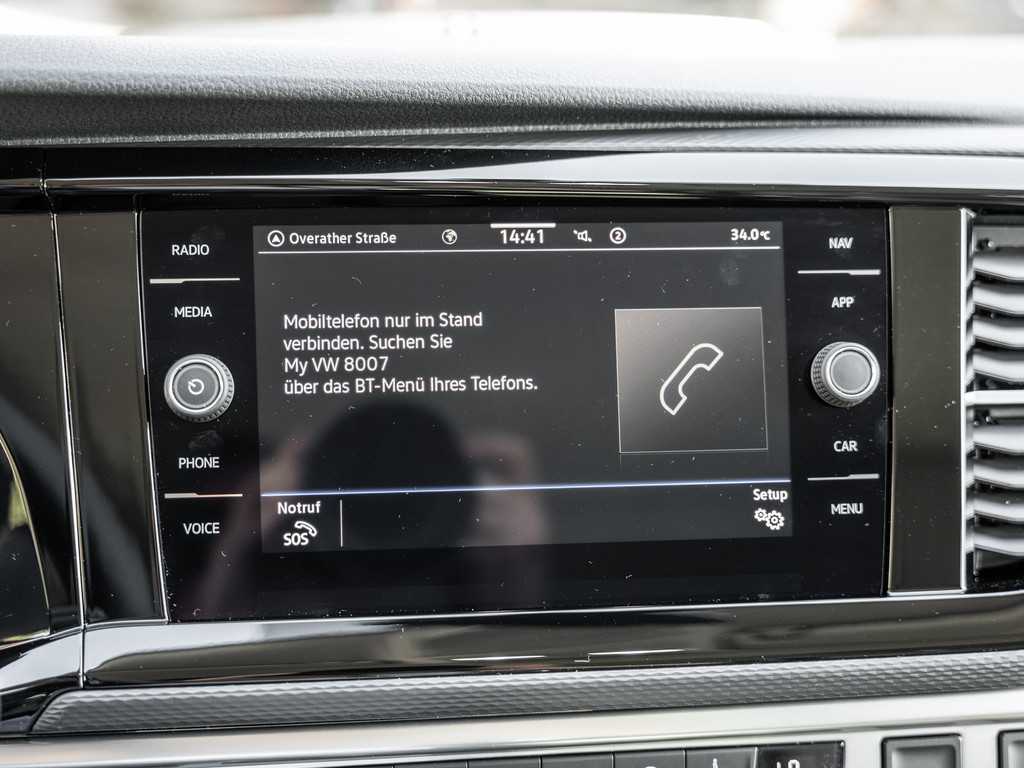 RADIO
MEDIA
PHONE
VOICE
Overather Straße 14:41 2 34.0°C
Mobiltelefon nur im Stand
verbinden. Suchen Sie
My VW 8007
über das BT-Menü Ihres Telefons.
Notruf
SOS
Setup
NAV
APP
CAR
MENU